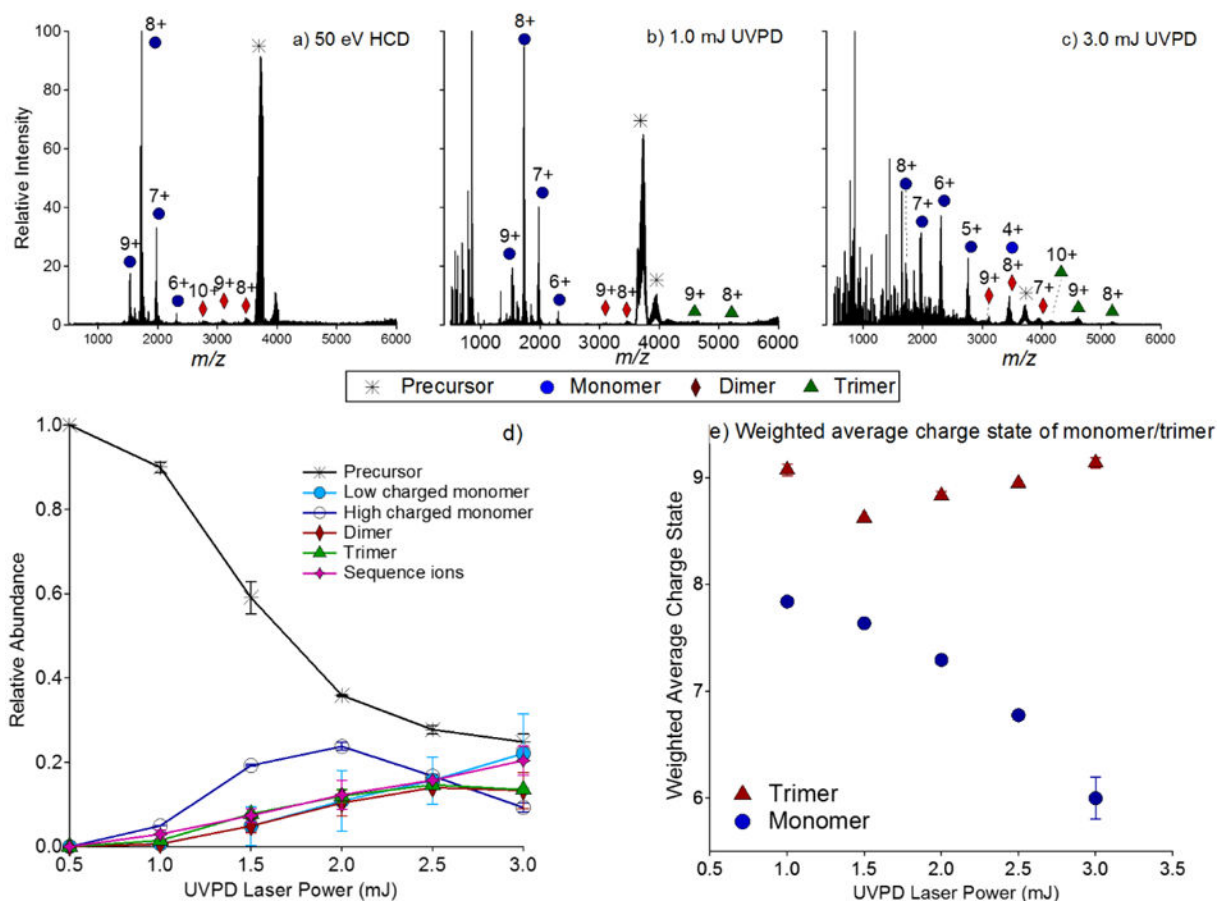 a) 50 eV HCD
8+
7+
9+
6+
10+
9+
8+
Relative Intensity
100
80
60
40
20
0
1000 2000 3000 4000 5000 6000
m/z
b) 1.0 mJ UVPD
8+
7+
9+
6+
9+
8+
9+
8+
1000 2000 3000 4000 5000 6000
m/z
c) 3.0 mJ UVPD
8+
7+
6+
5+
4+
8+
9+
7+
10+
9+
8+
1000 2000 3000 4000 5000 6000
m/z
Precursor Monomer Dimer Trimer
d)
Precursor
Low charged monomer
High charged monomer
Dimer
Trimer
Sequence ions
Relative Abundance
1.0
0.8
0.6
0.4
0.2
0.0
0.5 1.0 1.5 2.0 2.5 3.0
UVPD Laser Power (mJ)
e) Weighted average charge state of monomer/trimer
Weighted Average Charge State
9
8
7
6
Trimer
Monomer
0.5 1.0 1.5 2.0 2.5 3.0 3.5
UVPD Laser Power (mJ)